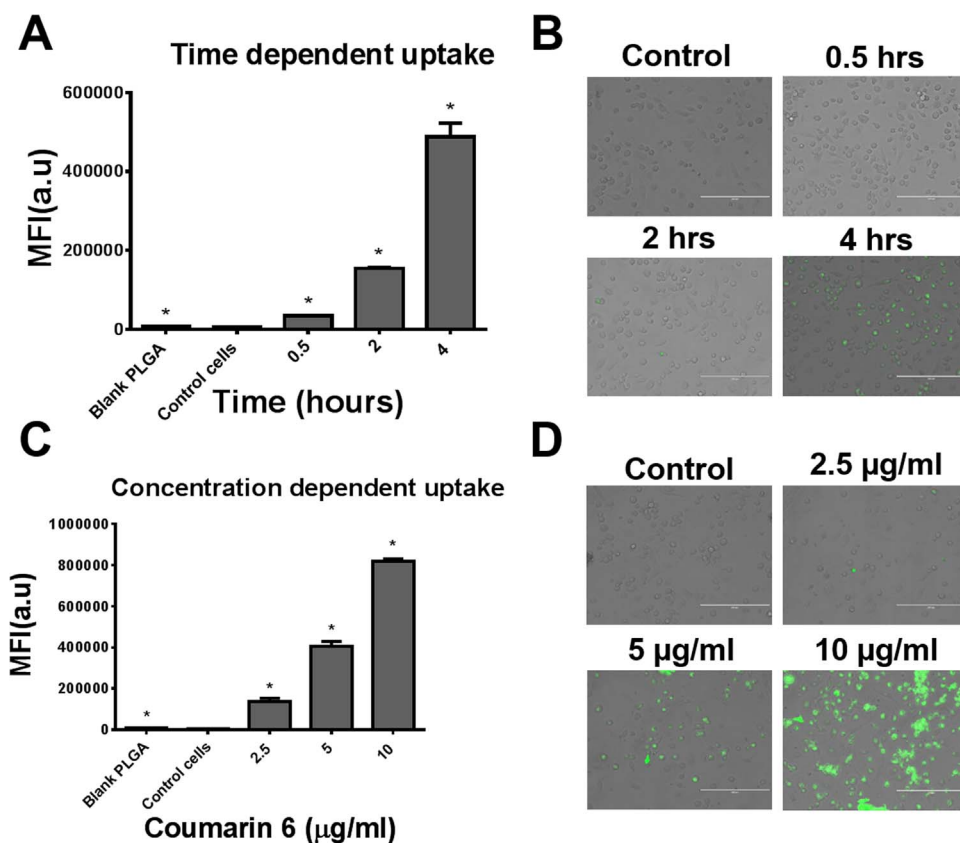 A
Time dependent uptake
600000
400000
200000
0
MFI(a.u)
*
*
*
*
Blank PLGA
Control cells
0.5
2
4
Time (hours)
B
Control
0.5 hrs
2 hrs
4 hrs
C
Concentration dependent uptake
1000000
800000
600000
400000
200000
0
MFI(a.u)
*
*
*
*
Blank PLGA
Control cells
2.5
5
10
Coumarin 6 (µg/ml)
D
Control
2.5 µg/ml
5 µg/ml
10 µg/ml